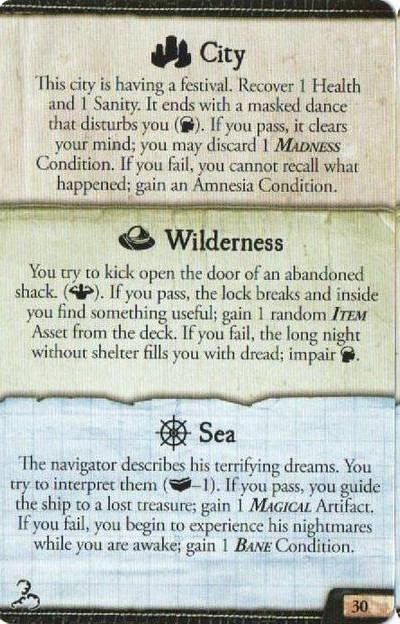 City
This city is having a festival. Recover 1 Health
and 1 Sanity. It ends with a masked dance
that disturbs you ( ). If you pass, it clears
your mind; you may discard 1 MADNESS
Condition. If you fail, you cannot recall what
happened; gain an Amnesia Condition.
Wilderness
You try to kick open the door of an abandoned
shack. ( ). If you pass, the lock breaks and inside
you find something useful; gain 1 random ITEM
Asset from the deck. If you fail, the long night
without shelter fills you with dread; impair .
Sea
The navigator describes his terrifying dreams. You
try to interpret them ( –1). If you pass, you guide
the ship to a lost treasure; gain 1 MAGICAL Artifact.
If you fail, you begin to experience his nightmares
while you are awake; gain 1 BANE Condition.
30